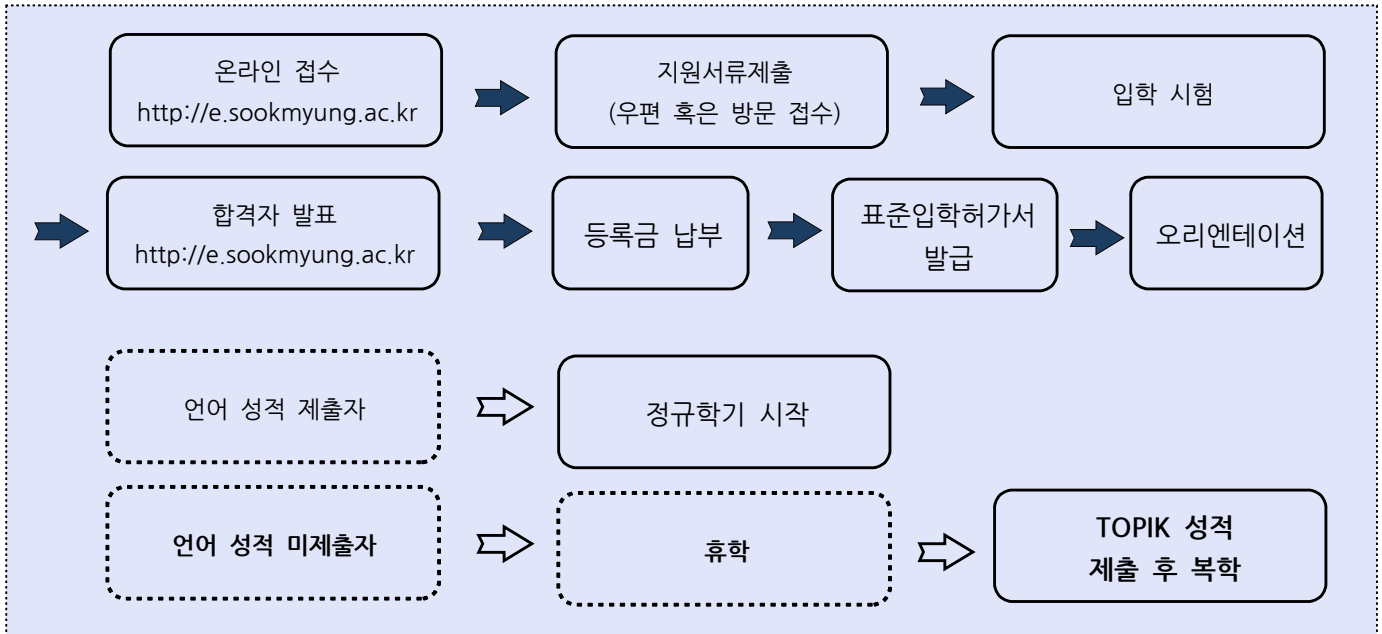 온라인 접수
http://e.sookmyung.ac.kr
지원서류제출
(우편 혹은 방문 접수)
입학 시험
합격자 발표
http://e.sookmyung.ac.kr
등록금 납부
표준입학허가서
발급
오리엔테이션
언어 성적 제출자
정규학기 시작
언어 성적 미제출자
휴학
TOPIK 성적
제출 후 복학